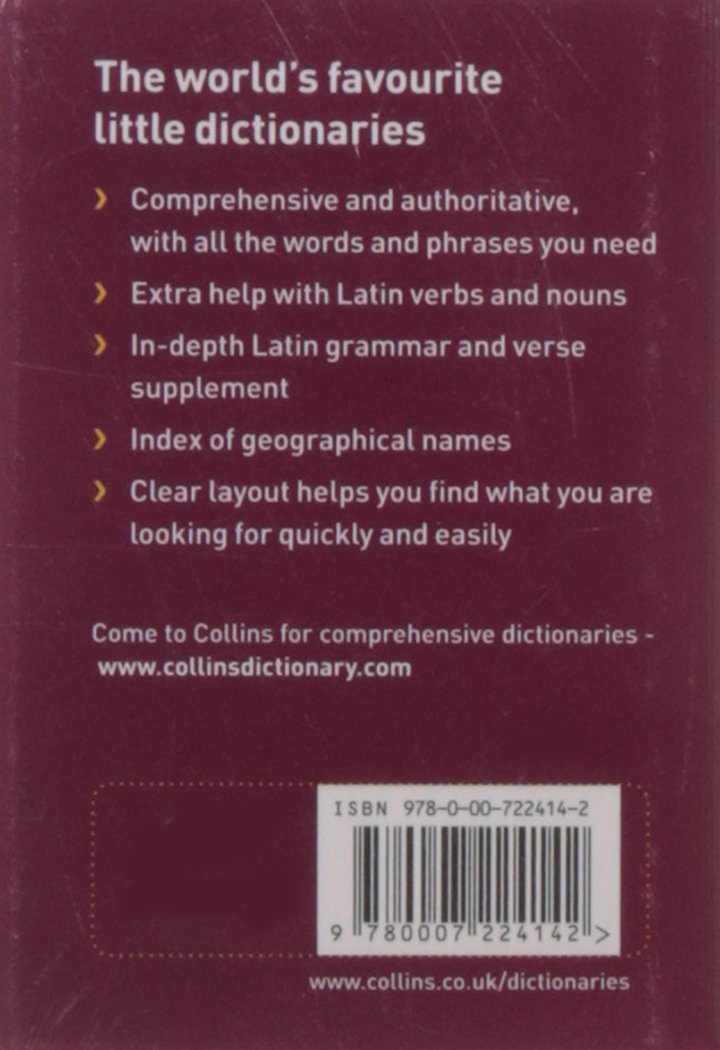 The world's favourite
little dictionaries
› Comprehensive and authoritative,
with all the words and phrases you need
› Extra help with Latin verbs and nouns
› In-depth Latin grammar and verse
supplement
› Index of geographical names
› Clear layout helps you find what you are
looking for quickly and easily
Come to Collins for comprehensive dictionaries -
www.collinsdictionary.com
ISBN 978-0-00-722414-2
9 780007 224142 >
www.collins.co.uk/dictionaries